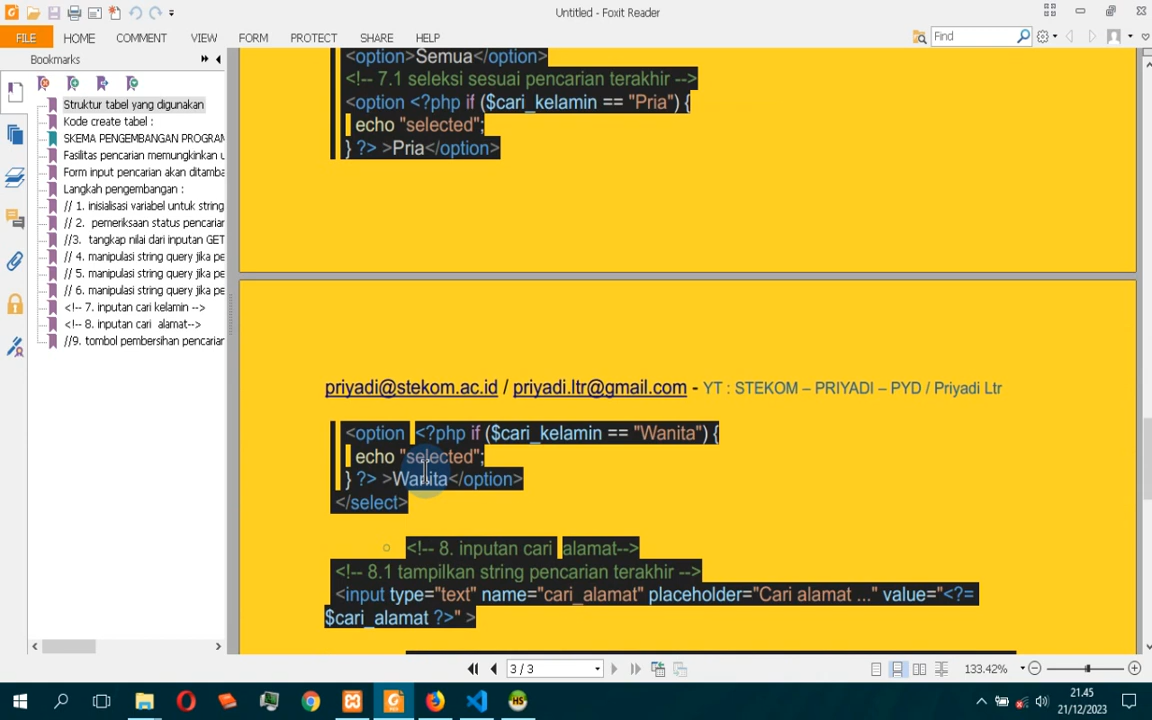 Untitled - Foxit Reader
FILE HOME COMMENT VIEW FORM PROTECT SHARE HELP
Find
Bookmarks
Struktur tabel yang digunakan
Kode create tabel :
SKEMA PENGEMBANGAN PROGRAM
Fasilitas pencarian memungkinkan u
Form input pencarian akan ditamba
Langkah pengembangan :
// 1. inisialisasi variabel untuk string
// 2. pemeriksaan status pencarian
//3. tangkap nilai dari inputan GET
// 4. manipulasi string query jika pe
// 5. manipulasi string query jika pe
// 6. manipulasi string query jika pe
<!-- 7. inputan cari kelamin -->
<!-- 8. inputan cari alamat-->
//9. tombol pembersihan pencarian
<option>Semua</option>
<!-- 7.1 seleksi sesuai pencarian terakhir -->
<option <?php if ($cari_kelamin == "Pria") {
echo "selected";
} ?> >Pria</option>
priyadi@stekom.ac.id / priyadi.ltr@gmail.com - YT : STEKOM – PRIYADI – PYD / Priyadi Ltr
<option <?php if ($cari_kelamin == "Wanita") {
echo "selected";
} ?> >Wanita</option>
</select>
<!-- 8. inputan cari alamat-->
<!-- 8.1 tampilkan string pencarian terakhir -->
<input type="text" name="cari_alamat" placeholder="Cari alamat ..." value="<?=
$cari_alamat ?>" >
3 / 3
133.42%
21.45
21/12/2023